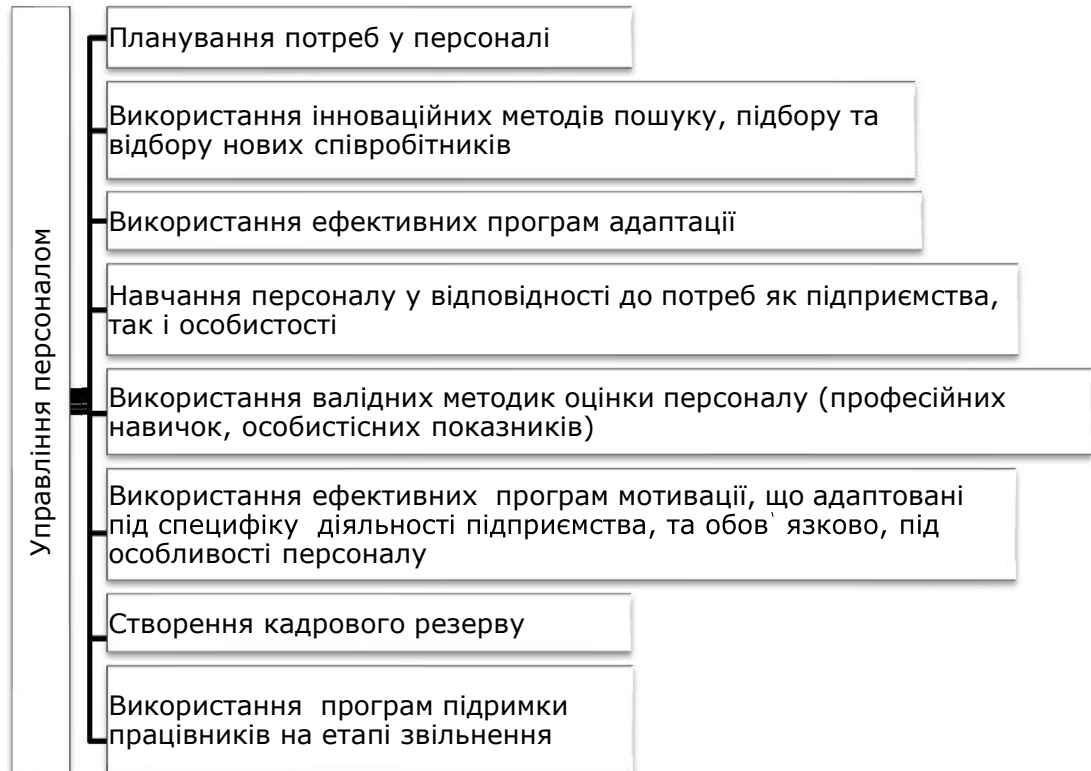 Управління персоналом
Планування потреб у персоналі
Використання інноваційних методів пошуку, підбору та
відбору нових співробітників
Використання ефективних програм адаптації
Навчання персоналу у відповідності до потреб як підприємства,
так і особистості
Використання валідних методик оцінки персоналу (професійних
навичок, особистісних показників)
Використання ефективних  програм мотивації, що адаптовані
під специфіку  діяльності підприємства, та обов` язково, під
особливості персоналу
Створення кадрового резерву
Використання  програм підримки
працівників на етапі звільнення